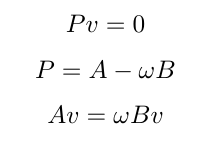 Pv = 0
P = A − ωB
Av = ωBv